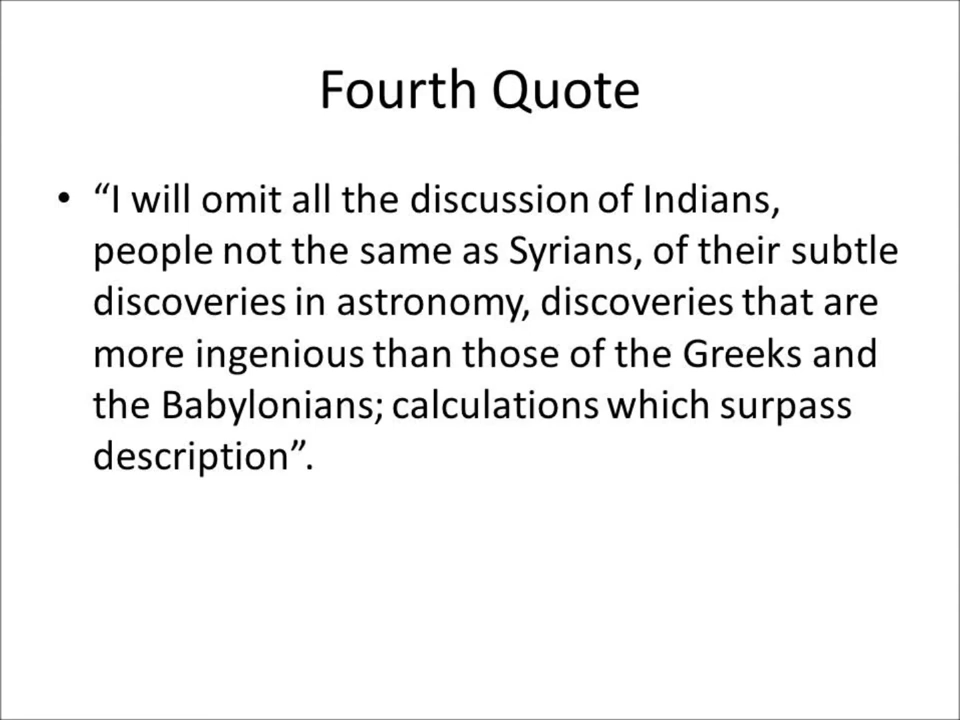 Fourth Quote
• “I will omit all the discussion of Indians,
people not the same as Syrians, of their subtle
discoveries in astronomy, discoveries that are
more ingenious than those of the Greeks and
the Babylonians; calculations which surpass
description”.